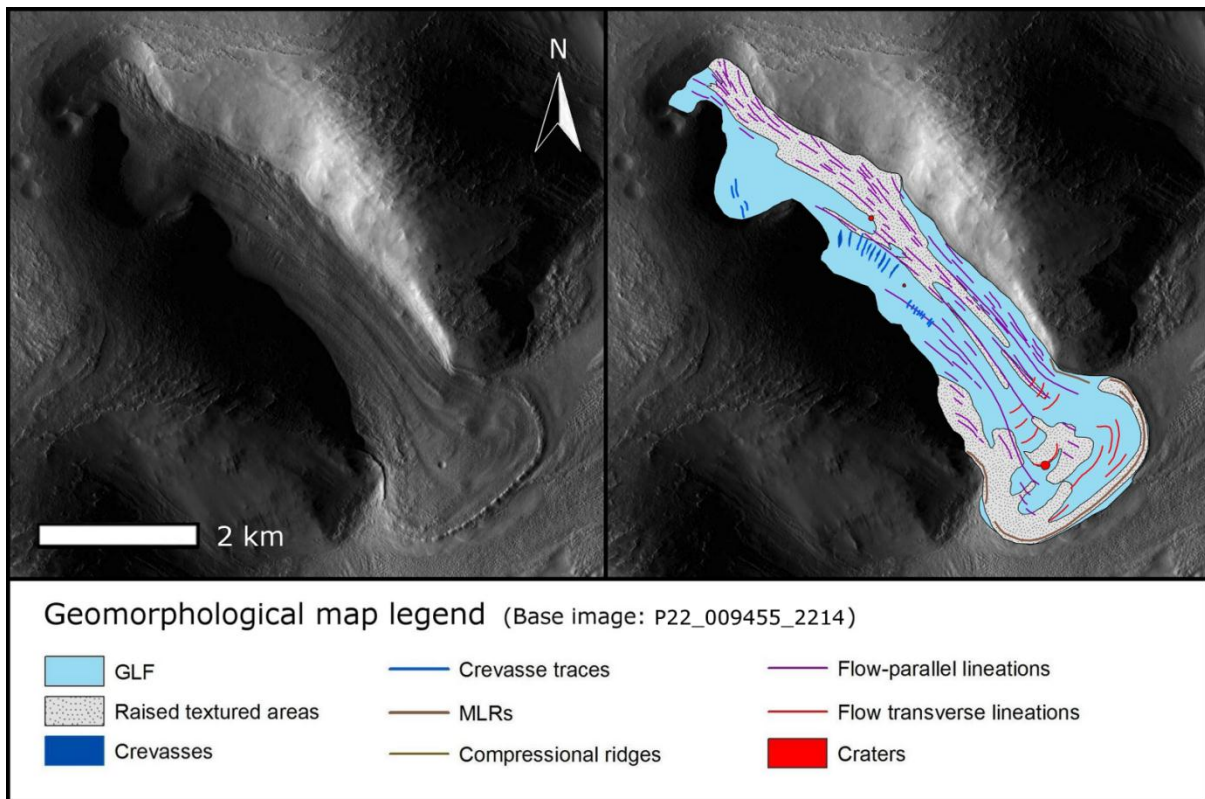 N
2 km
Geomorphological map legend (Base image: P22_009455_2214)
GLF
Crevasse traces
Flow-parallel lineations
Raised textured areas
MLRs
Flow transverse lineations
Crevasses
Compressional ridges
Craters